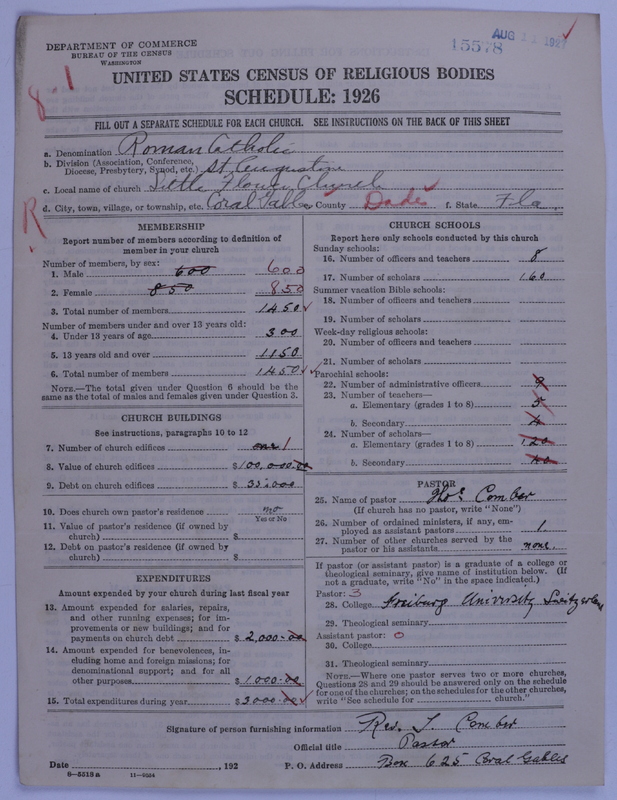 DEPARTMENT OF COMMERCE
BUREAU OF THE CENSUS
WASHINGTON
15578
AUG 11 1927
8 - 1
UNITED STATES CENSUS OF RELIGIOUS BODIES
SCHEDULE: 1926
FILL OUT A SEPARATE SCHEDULE FOR EACH CHURCH. SEE INSTRUCTIONS ON THE BACK OF THIS SHEET
a. Denomination Roman Catholic
b. Division (Association, Conference, Diocese, Presbytery, Synod, etc.) St Augustine
c. Local name of church Little Flower Church
d. City, town, village, or township, etc. Coral Gables County Dade f. State Fla
R
MEMBERSHIP
Report number of members according to definition of member in your church
Number of members, by sex:
1. Male 600 600
2. Female 850 850
3. Total number of members 1450
Number of members under and over 13 years old:
4. Under 13 years of age 300
5. 13 years old and over 1150
6. Total number of members 1450
NOTE.—The total given under Question 6 should be the same as the total of males and females given under Question 3.
CHURCH BUILDINGS
See instructions, paragraphs 10 to 12
7. Number of church edifices one 1
8. Value of church edifices $100,000.00
9. Debt on church edifices $35.000
10. Does church own pastor's residence no
Yes or No
11. Value of pastor's residence (if owned by church) $
12. Debt on pastor's residence (if owned by church) $
EXPENDITURES
Amount expended by your church during last fiscal year
13. Amount expended for salaries, repairs, and other running expenses; for improvements or new buildings; and for payments on church debt $2,000.00
14. Amount expended for benevolences, including home and foreign missions; for denominational support; and for all other purposes $1000.00
15. Total expenditures during year $3000.00
CHURCH SCHOOLS
Report here only schools conducted by this church
Sunday schools:
16. Number of officers and teachers 8
17. Number of scholars 160
Summer vacation Bible schools:
18. Number of officers and teachers
19. Number of scholars
Week-day religious schools:
20. Number of officers and teachers
21. Number of scholars
Parochial schools:
22. Number of administrative officers
23. Number of teachers—
a. Elementary (grades 1 to 8) 5
b. Secondary 4
24. Number of scholars—
a. Elementary (grades 1 to 8) 120
b. Secondary 40
PASTOR
25. Name of pastor Thos Comber
(If church has no pastor, write "None")
26. Number of ordained ministers, if any, employed as assistant pastors 1.
27. Number of other churches served by the pastor or his assistants none.
If pastor (or assistant pastor) is a graduate of a college or theological seminary, give name of institution below. (If not a graduate, write "No" in the space indicated.)
Pastor: 3
28. College Freiburg University Switzerland
29. Theological seminary
Assistant pastor: 0
30. College
31. Theological seminary
NOTE.—Where one pastor serves two or more churches, Questions 28 and 29 should be answered only on the schedule for one of the churches; on the schedules for the other churches, write "See schedule for church."
Signature of person furnishing information Rev. T. Comber
Official title Pastor
Date , 192 P. O. Address Box 625 Coral Gables
6-5518a 11-9554